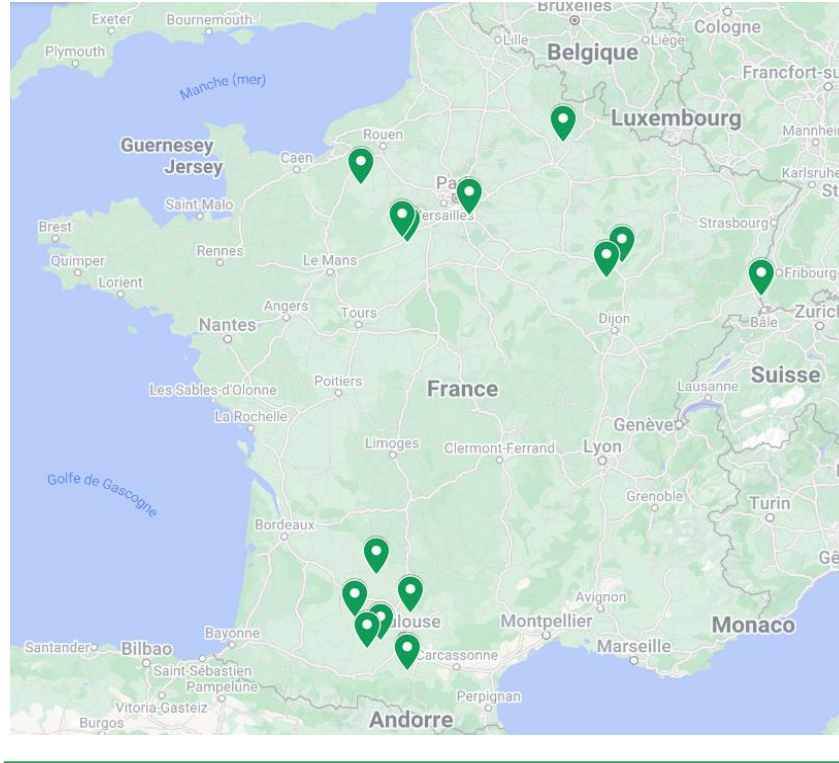 Exeter
Bournemouth
Bruxelles
Cologne
Plymouth
Lille
Belgique
Liège
Francfort-su
Manche (mer)
Luxembourg
Guernesey
Jersey
Rouen
Mannhei
Caen
Karlsruhe
St
Saint-Malo
Versailles
Strasbourg
Brest
Rennes
Le Mans
Quimper
Fribourg
Lorient
Angers
Tours
Nantes
Dijon
Bâle
Zurich
Suisse
Les Sables-d'Olonne
Poitiers
France
Lausanne
La Rochelle
Genève
Limoges
Clermont-Ferrand
Lyon
Golfe de Gascogne
Grenoble
Turin
Bordeaux
Gê
Avignon
Montpellier
Monaco
Bayonne
Marseille
Santander
Bilbao
Carcassonne
Saint-Sébastien
Pampelune
Perpignan
Vitoria-Gasteiz
Burgos
Andorre